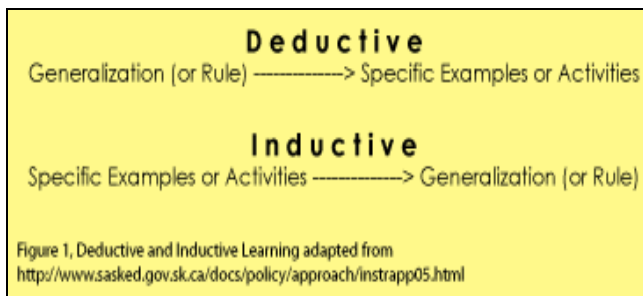 Deductive
Generalization (or Rule) --------------> Specific Examples or Activities
Inductive
Specific Examples or Activities --------------> Generalization (or Rule)
Figure 1, Deductive and Inductive Learning adapted from
http://www.sasked.gov.sk.ca/docs/policy/approach/instrapp05.html